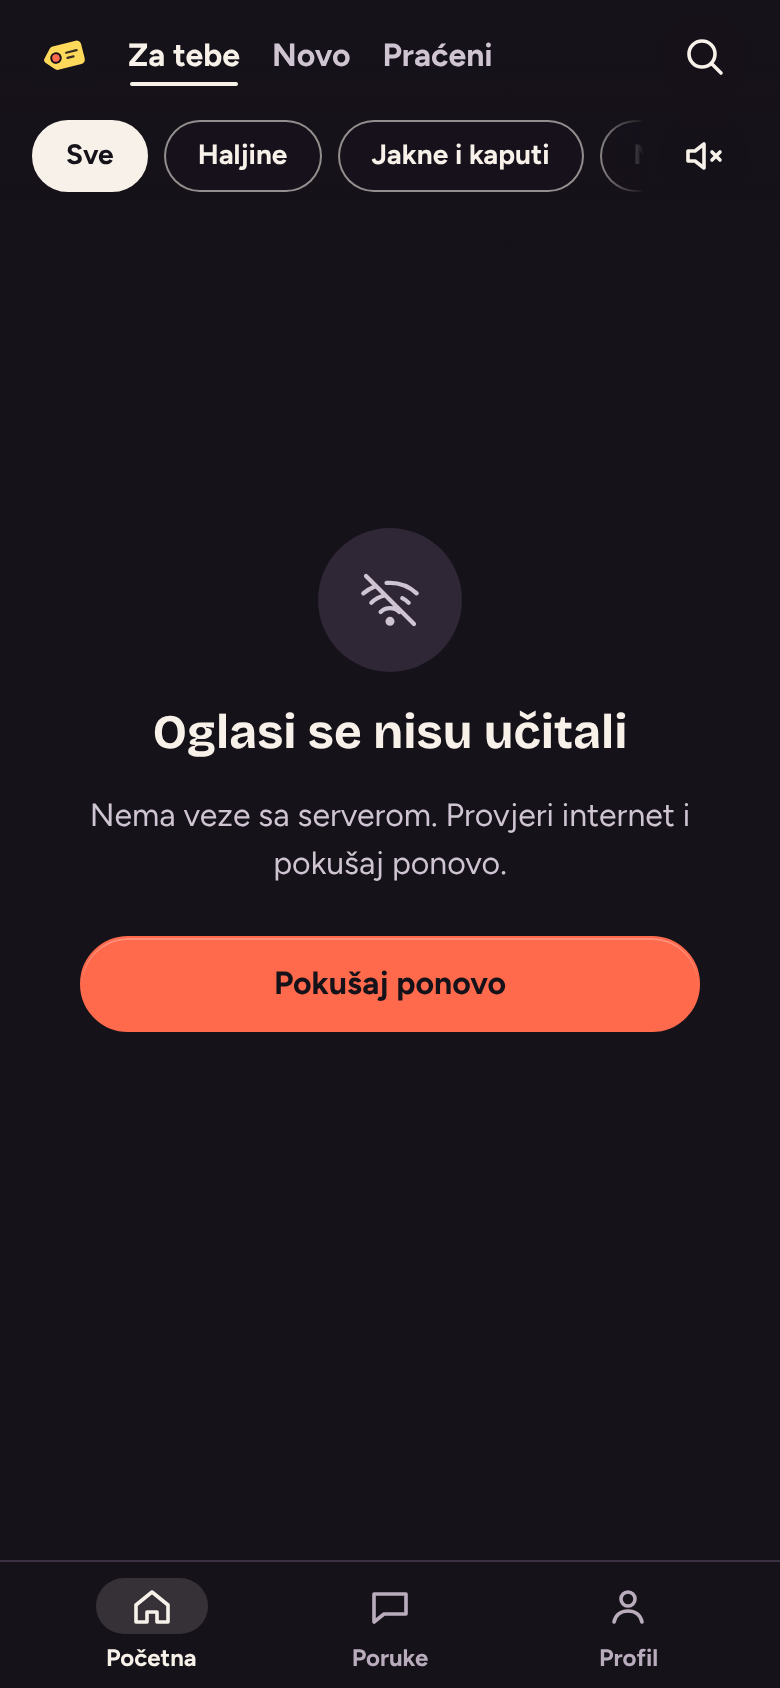 Za tebe Novo Praćeni
Sve Haljine Jakne i kaputi
Oglasi se nisu učitali
Nema veze sa serverom. Provjeri internet i
pokušaj ponovo.
Pokušaj ponovo
Početna Poruke Profil